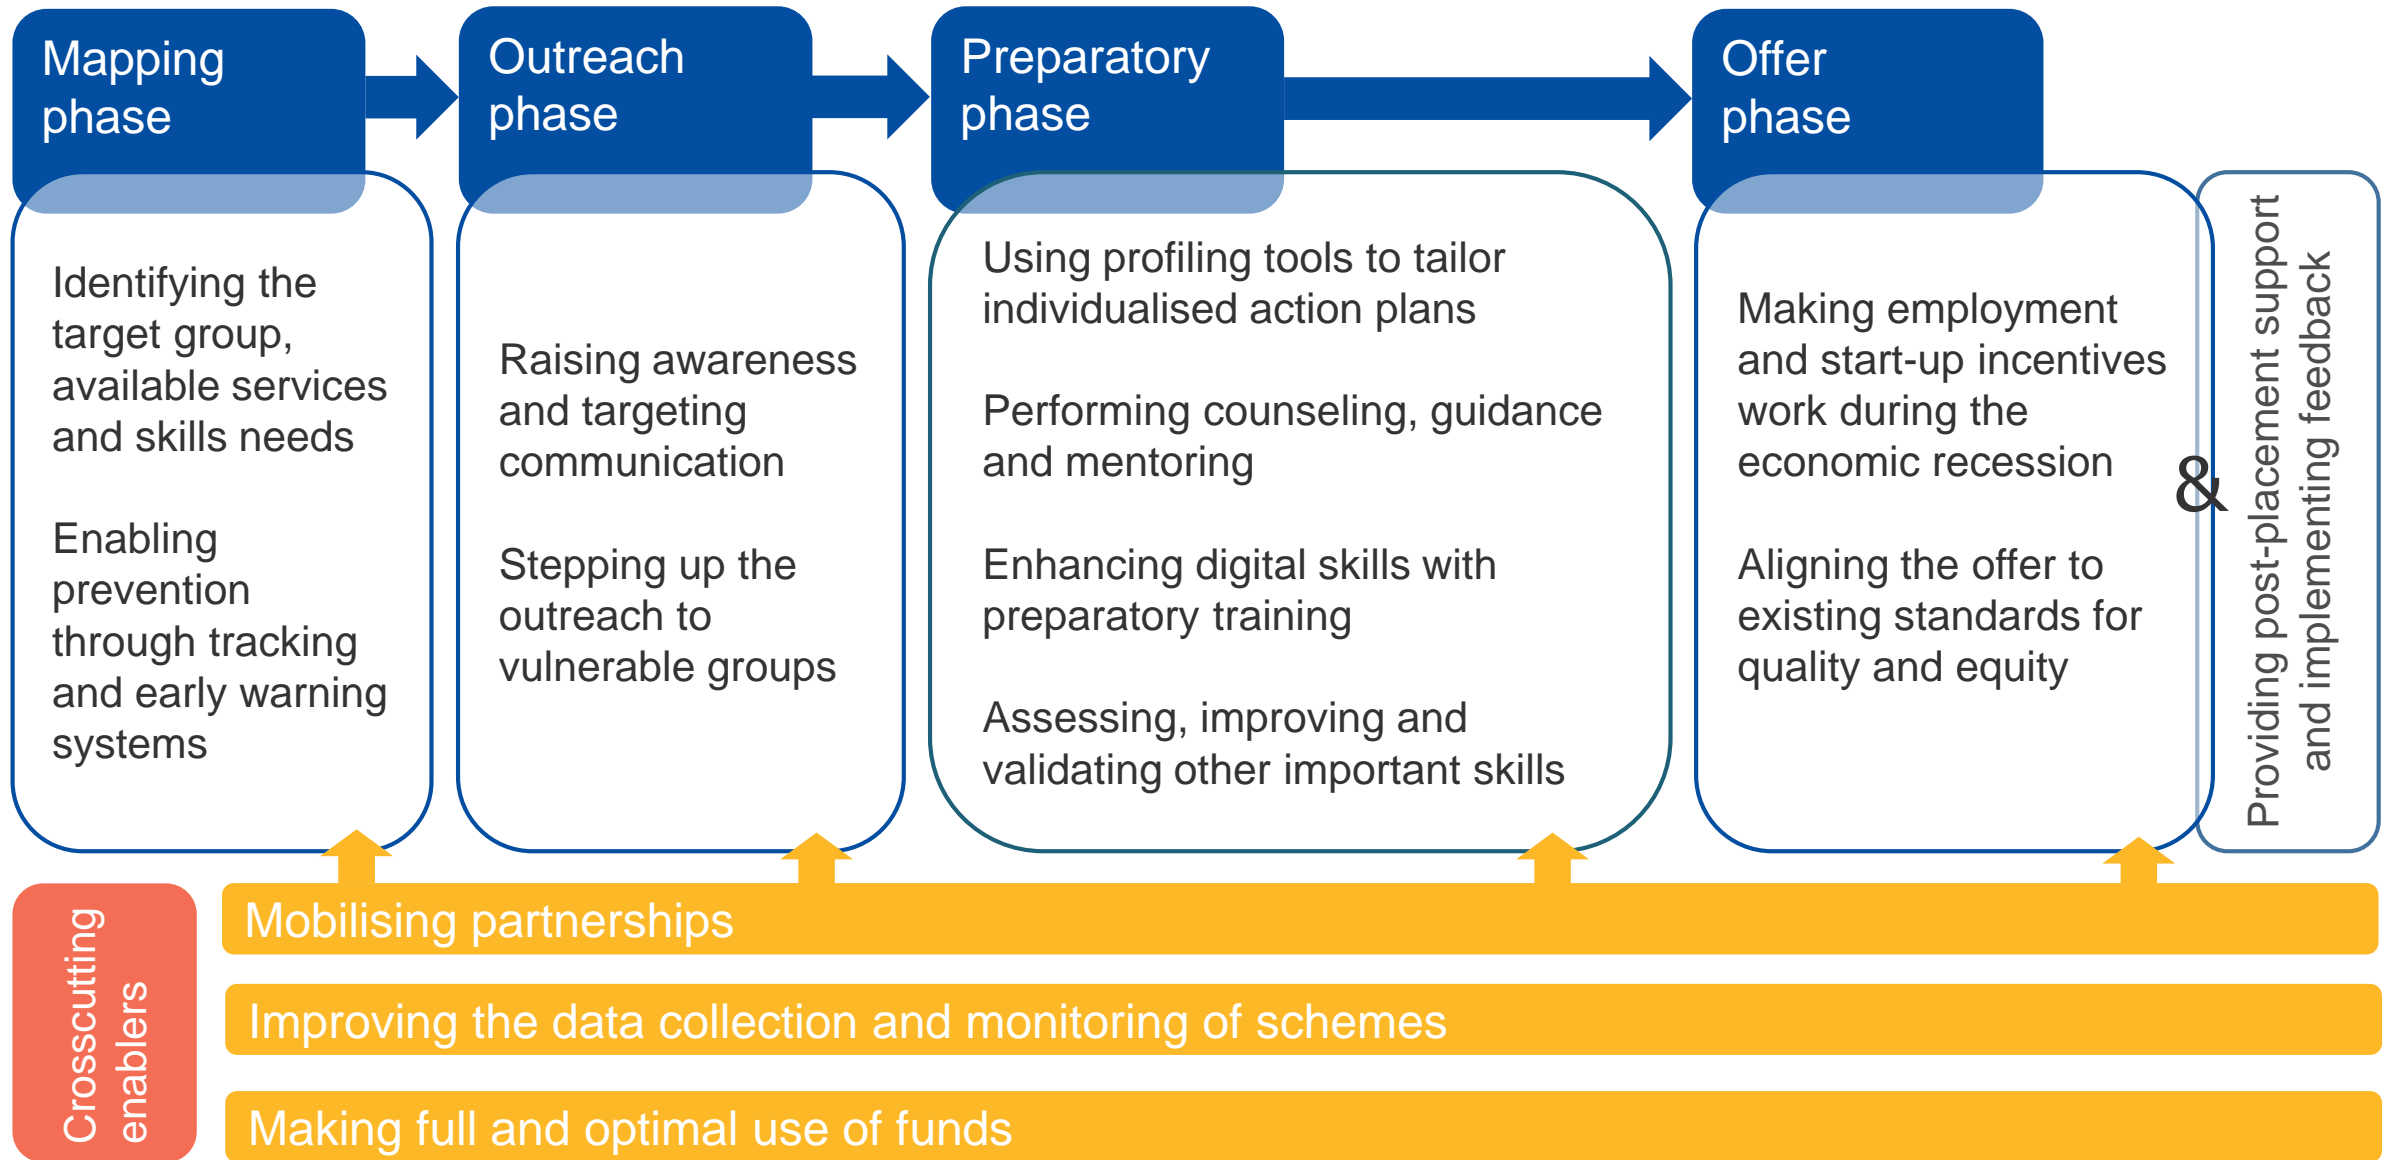 Mapping
phase
Identifying the
target group,
available services
and skills needs
Enabling
prevention
through tracking
and early warning
systems
Outreach
phase
Raising awareness
and targeting
communication
Stepping up the
outreach to
vulnerable groups
Preparatory
phase
Using profiling tools to tailor
individualised action plans
Performing counseling, guidance
and mentoring
Enhancing digital skills with
preparatory training
Assessing, improving and
validating other important skills
Offer
phase
Making employment
and start-up incentives
work during the
economic recession
Aligning the offer to
existing standards for
quality and equity
&
Providing post-placement support
and implementing feedback
Crosscutting
enablers
Mobilising partnerships
Improving the data collection and monitoring of schemes
Making full and optimal use of funds